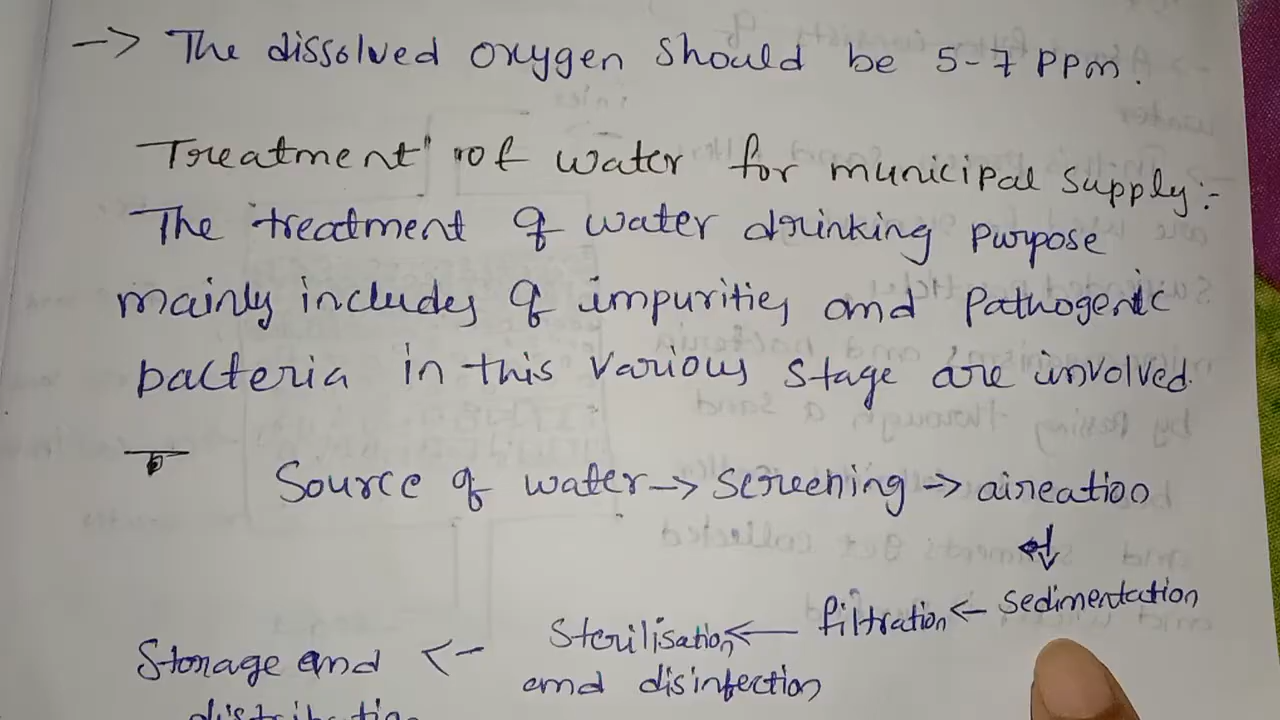 -> The dissolved oxygen should be 5-7 PPm.
Treatment of water for municipal supply:-
The treatment of water drinking purpose
mainly includes of impurities and pathogenic
bacteria in this various stage are involved.
Source of water -> screening -> aireation
↓
Storage and <- Sterilisation <- filtration <- sedimentation
distribution and disinfection